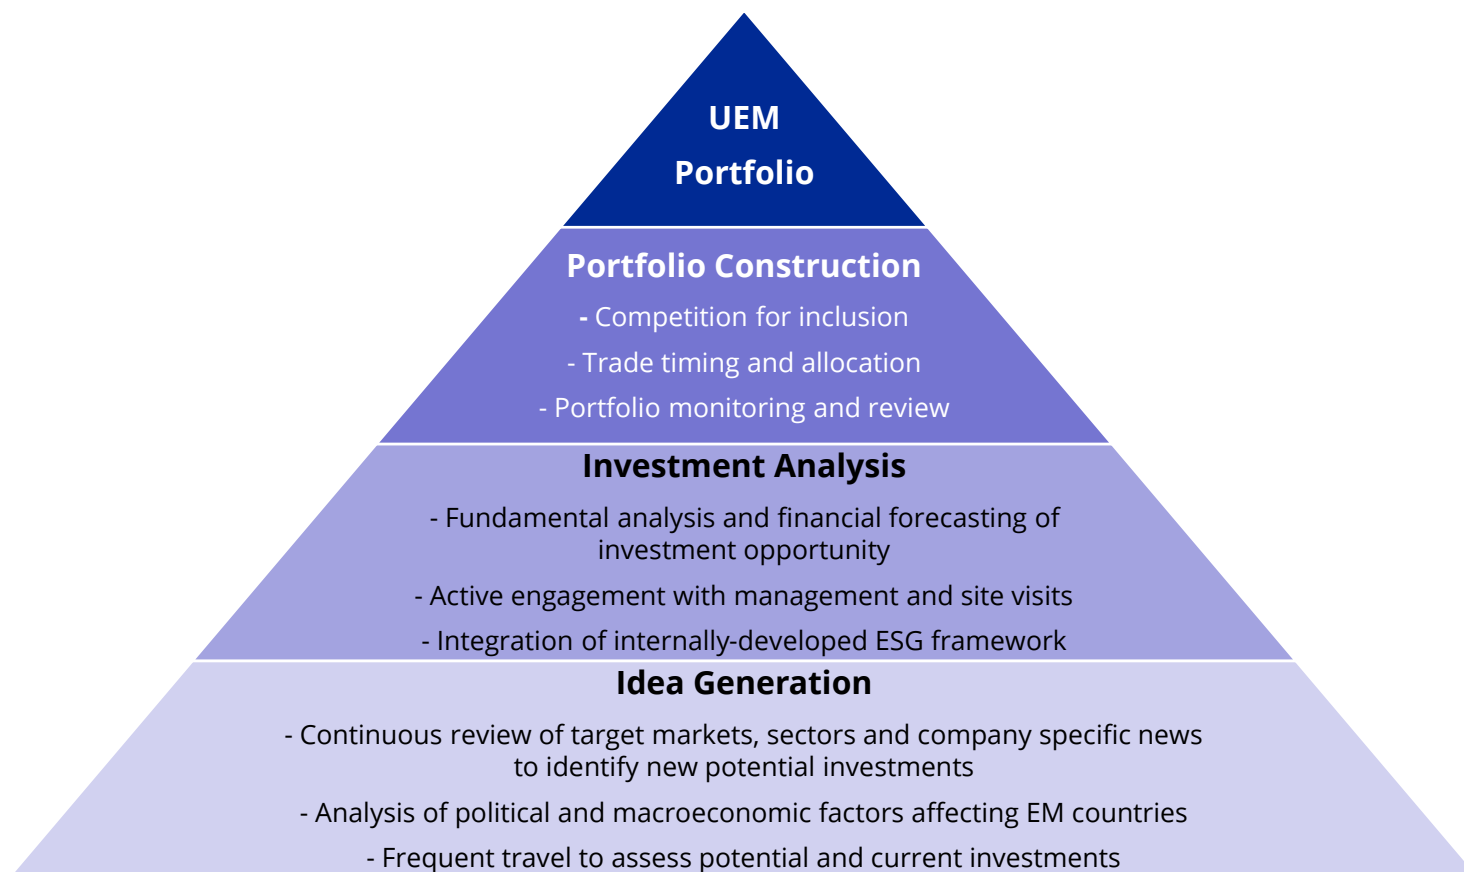 UEM
Portfolio
Portfolio Construction
- Competition for inclusion
- Trade timing and allocation
- Portfolio monitoring and review
Investment Analysis
- Fundamental analysis and financial forecasting of
investment opportunity
- Active engagement with management and site visits
- Integration of internally-developed ESG framework
Idea Generation
- Continuous review of target markets, sectors and company specific news
to identify new potential investments
- Analysis of political and macroeconomic factors affecting EM countries
- Frequent travel to assess potential and current investments